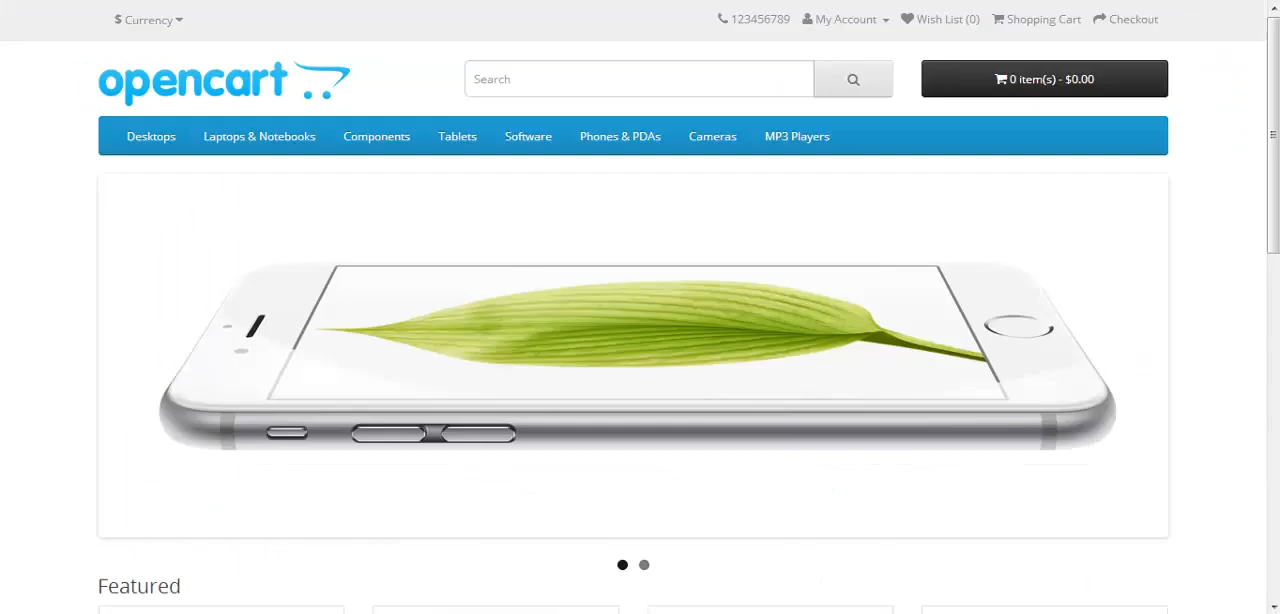 $ Currency
123456789 My Account Wish List (0) Shopping Cart Checkout
opencart
Search
0 item(s) - $0.00
Desktops Laptops & Notebooks Components Tablets Software Phones & PDAs Cameras MP3 Players
Featured